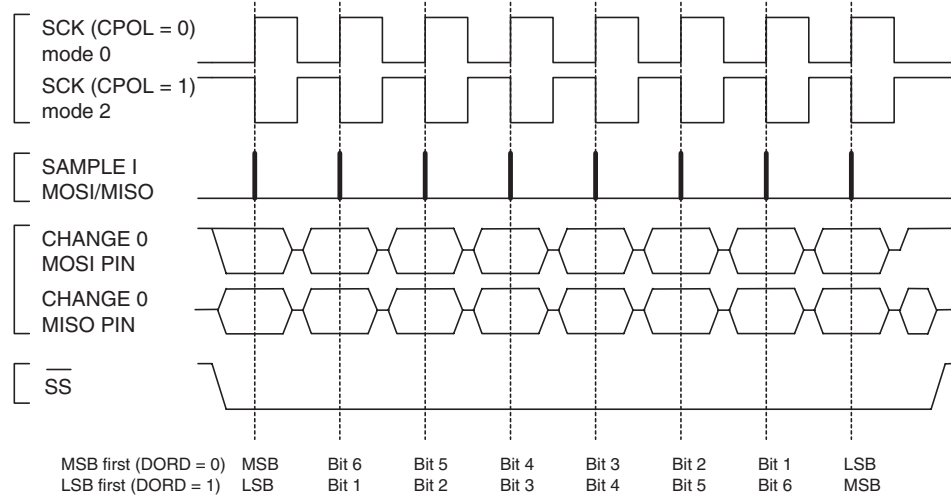 SCK (CPOL = 0)
mode 0
SCK (CPOL = 1)
mode 2
SAMPLE I
MOSI/MISO
CHANGE 0
MOSI PIN
CHANGE 0
MISO PIN
SS
MSB first (DORD = 0) MSB Bit 6 Bit 5 Bit 4 Bit 3 Bit 2 Bit 1 LSB
LSB first (DORD = 1) LSB Bit 1 Bit 2 Bit 3 Bit 4 Bit 5 Bit 6 MSB